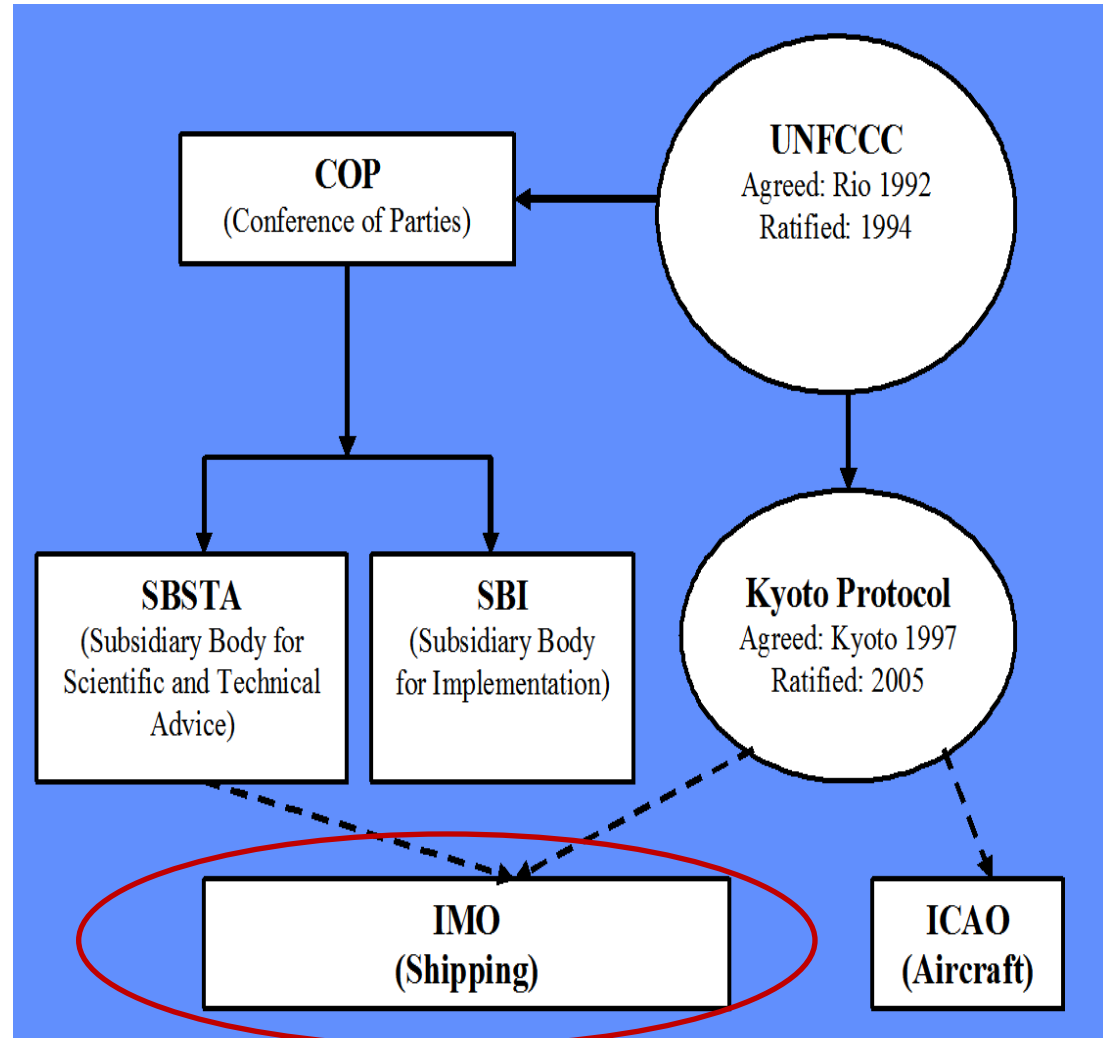 UNFCCC
Agreed: Rio 1992
Ratified: 1994
COP
(Conference of Parties)
SBSTA
(Subsidiary Body for
Scientific and Technical
Advice)
SBI
(Subsidiary Body
for Implementation)
Kyoto Protocol
Agreed: Kyoto 1997
Ratified: 2005
IMO
(Shipping)
ICAO
(Aircraft)